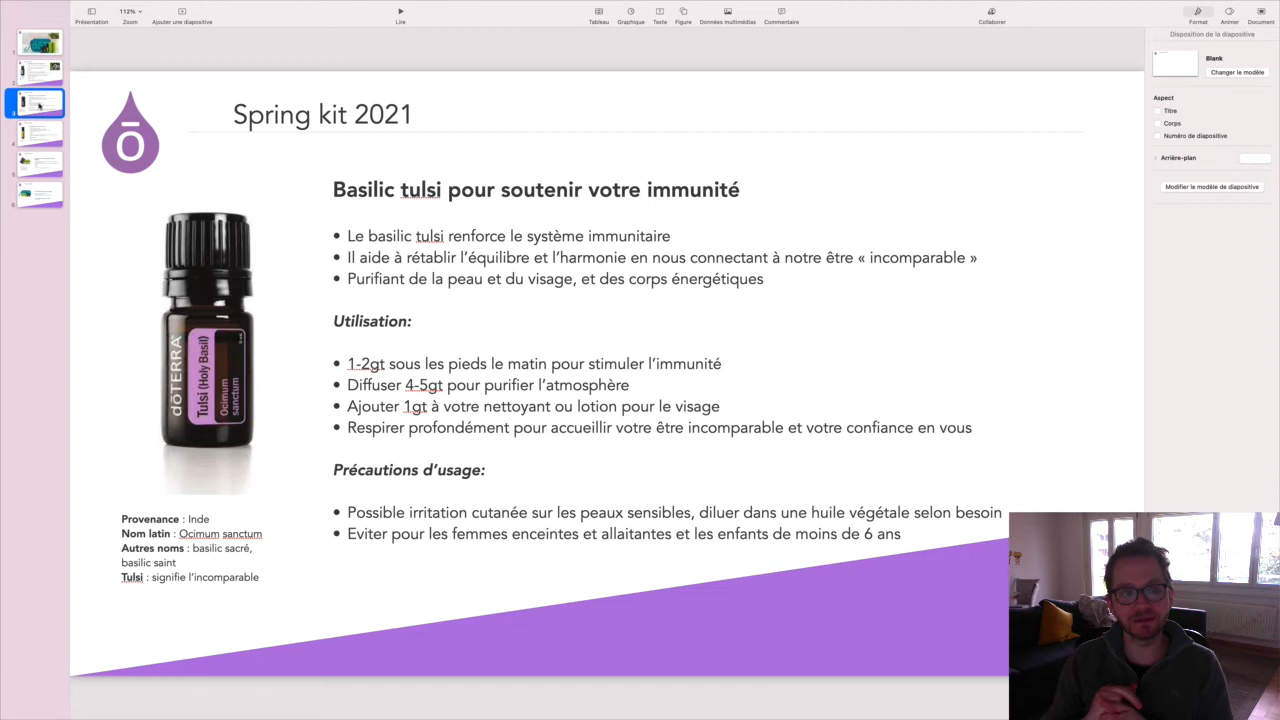 Présentation
112%
Zoom
Ajouter une diapositive
Lire
Tableau
Graphique
Texte
Figure
Données multimédias
Commentaire
Collaborer
Format
Animer
Document
Disposition de la diapositive
Blank
Changer le modèle
Aspect
Titre
Corps
Numéro de diapositive
Arrière-plan
Modifier le modèle de diapositive
1
2
3
4
5
6
ō
Spring kit 2021
Basilic tulsi pour soutenir votre immunité
• Le basilic tulsi renforce le système immunitaire
• Il aide à rétablir l’équilibre et l’harmonie en nous connectant à notre être « incomparable »
• Purifiant de la peau et du visage, et des corps énergétiques
Utilisation:
• 1-2gt sous les pieds le matin pour stimuler l’immunité
• Diffuser 4-5gt pour purifier l’atmosphère
• Ajouter 1gt à votre nettoyant ou lotion pour le visage
• Respirer profondément pour accueillir votre être incomparable et votre confiance en vous
Précautions d’usage:
• Possible irritation cutanée sur les peaux sensibles, diluer dans une huile végétale selon besoin
• Eviter pour les femmes enceintes et allaitantes et les enfants de moins de 6 ans
dōTERRA
Tulsi (Holy Basil)
Ocimum
sanctum
Provenance : Inde
Nom latin : Ocimum sanctum
Autres noms : basilic sacré,
basilic saint
Tulsi : signifie l’incomparable